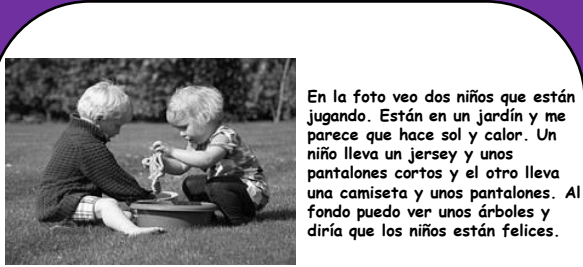 En la foto veo dos niños que están
jugando. Están en un jardín y me
parece que hace sol y calor. Un
niño lleva un jersey y unos
pantalones cortos y el otro lleva
una camiseta y unos pantalones. Al
fondo puedo ver unos árboles y
diría que los niños están felices.